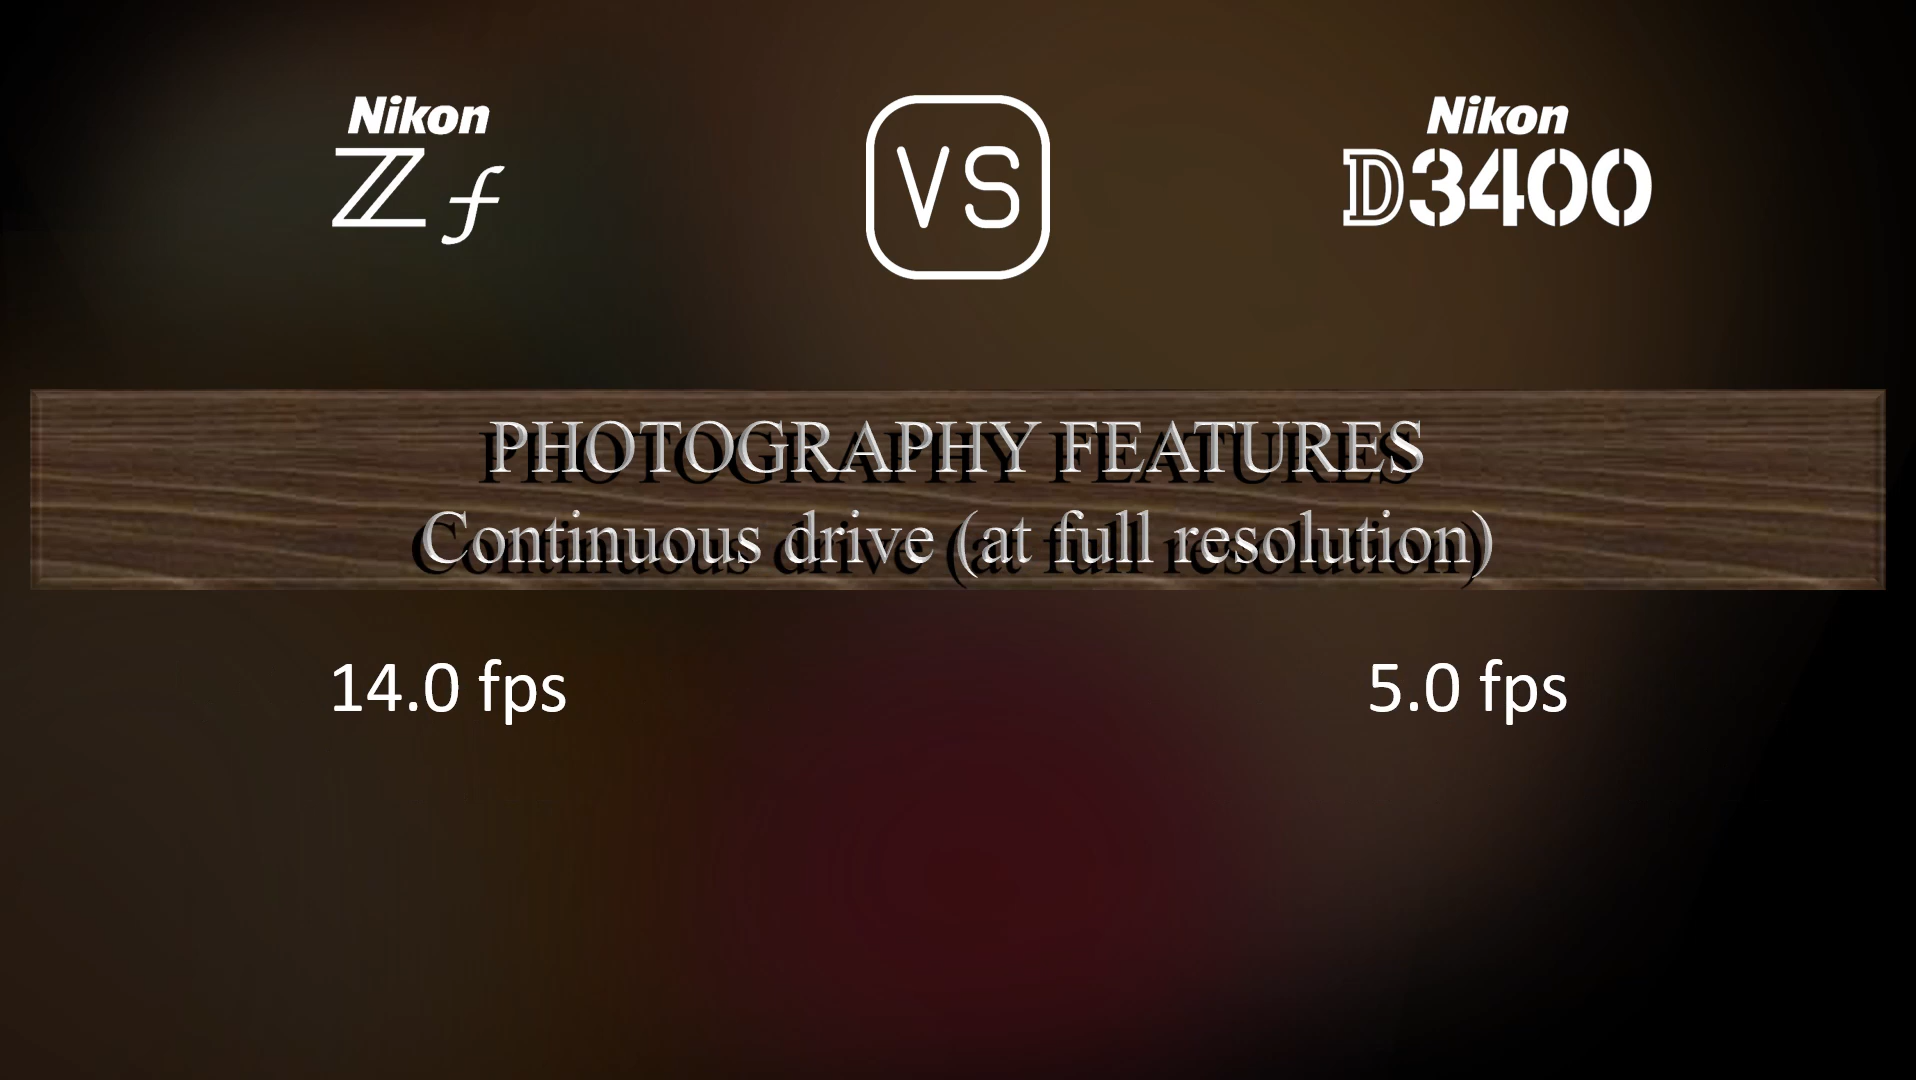 Nikon
Z f
VS
Nikon
D3400
PHOTOGRAPHY FEATURES
Continuous drive (at full resolution)
14.0 fps
5.0 fps